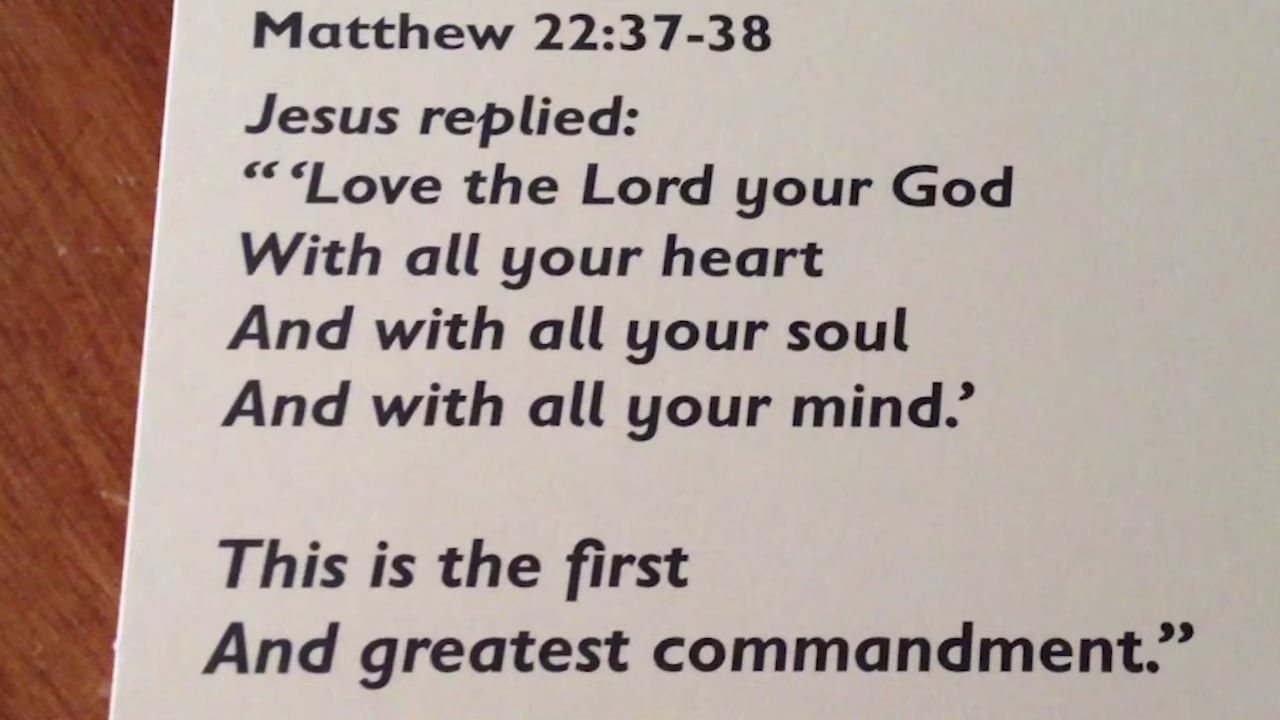 Matthew 22:37-38
Jesus replied:
“ ‘Love the Lord your God
With all your heart
And with all your soul
And with all your mind.’
This is the first
And greatest commandment.”